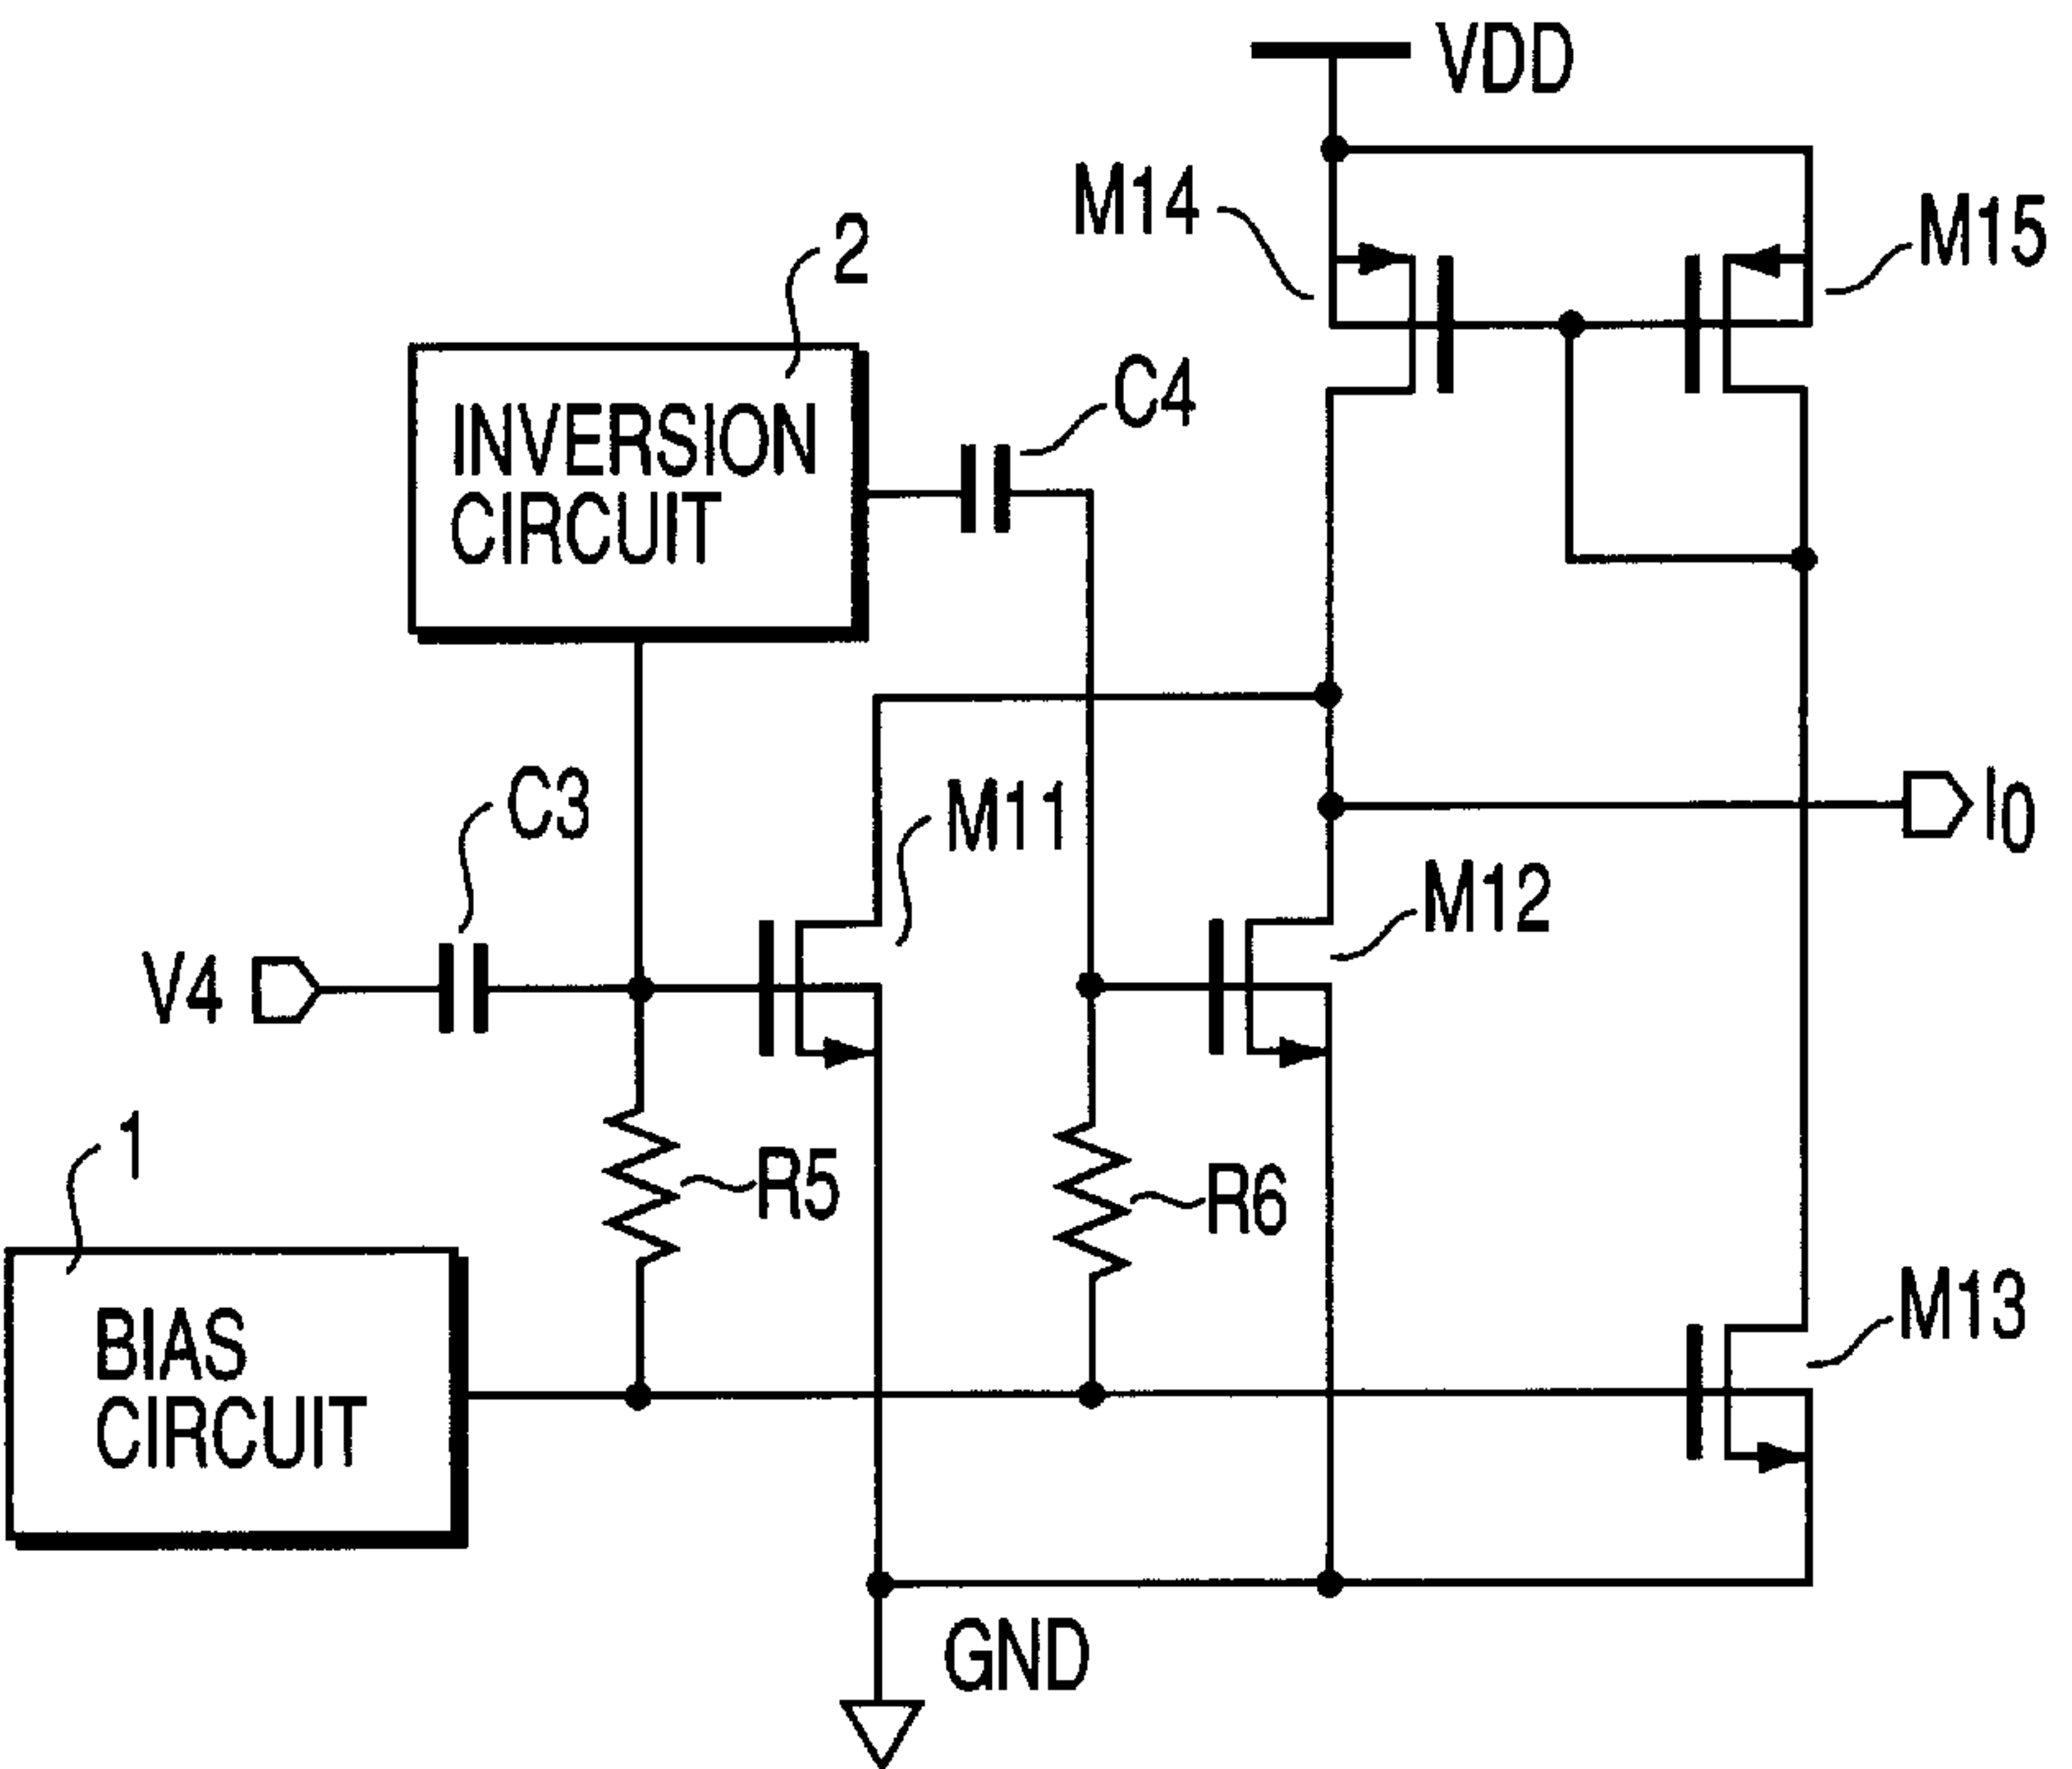 VDD
M14
M15
2
INVERSION
CIRCUIT
C4
C3
M11
I0
M12
V4
1
R5
R6
BIAS
CIRCUIT
M13
GND